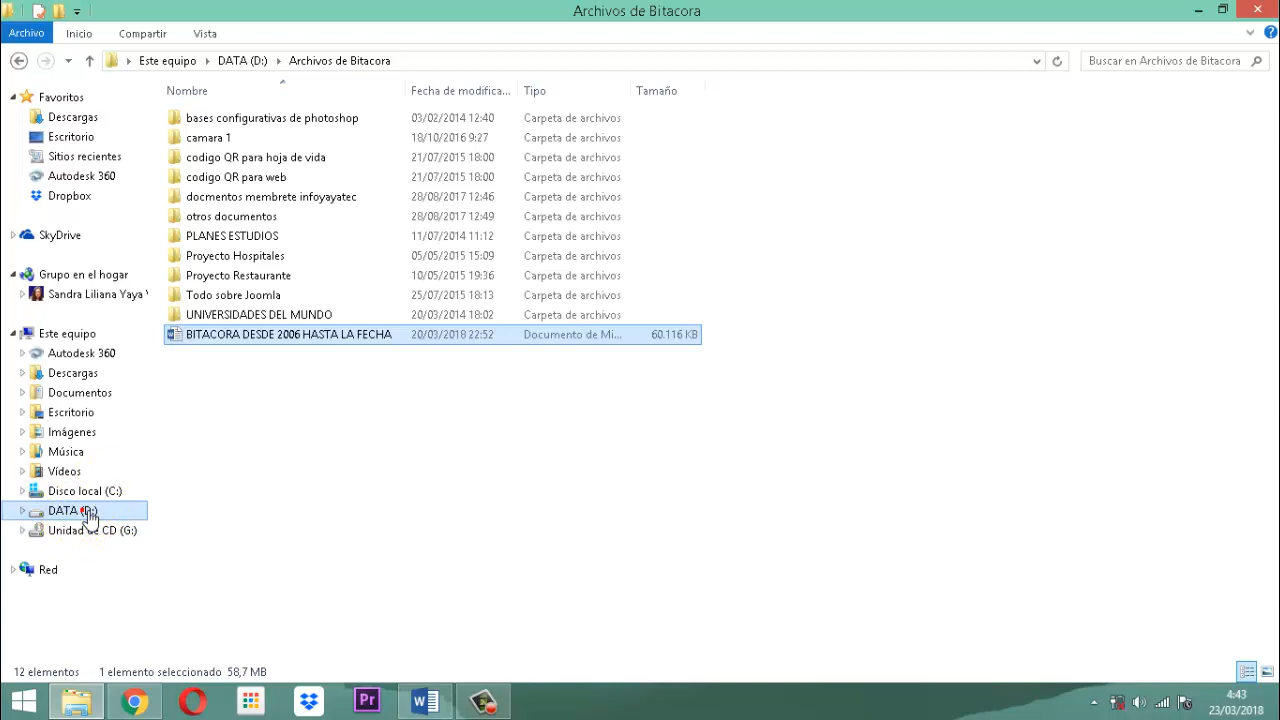 Archivos de Bitacora
Archivo Inicio Compartir Vista
Este equipo DATA (D:) Archivos de Bitacora Buscar en Archivos de Bitacora
Nombre Fecha de modifica... Tipo Tamaño
bases configurativas de photoshop 03/02/2014 12:40 Carpeta de archivos
camara 1 18/10/2016 9:27 Carpeta de archivos
codigo QR para hoja de vida 21/07/2015 18:00 Carpeta de archivos
codigo QR para web 21/07/2015 18:00 Carpeta de archivos
docmentos membrete infoyayatec 28/08/2017 12:46 Carpeta de archivos
otros documentos 28/08/2017 12:49 Carpeta de archivos
PLANES ESTUDIOS 11/07/2014 11:12 Carpeta de archivos
Proyecto Hospitales 05/05/2015 15:09 Carpeta de archivos
Proyecto Restaurante 10/05/2015 19:36 Carpeta de archivos
Todo sobre Joomla 25/07/2015 18:13 Carpeta de archivos
UNIVERSIDADES DEL MUNDO 20/03/2014 18:02 Carpeta de archivos
BITACORA DESDE 2006 HASTA LA FECHA 20/03/2018 22:52 Documento de Mi... 60.116 KB
Favoritos
Descargas
Escritorio
Sitios recientes
Autodesk 360
Dropbox
SkyDrive
Grupo en el hogar
Sandra Liliana Yaya
Este equipo
Autodesk 360
Descargas
Documentos
Escritorio
Imágenes
Música
Vídeos
Disco local (C:)
DATA (D:)
Unidad de CD (G:)
Red
12 elementos 1 elemento seleccionado 58,7 MB
Pr
4:43
23/03/2018